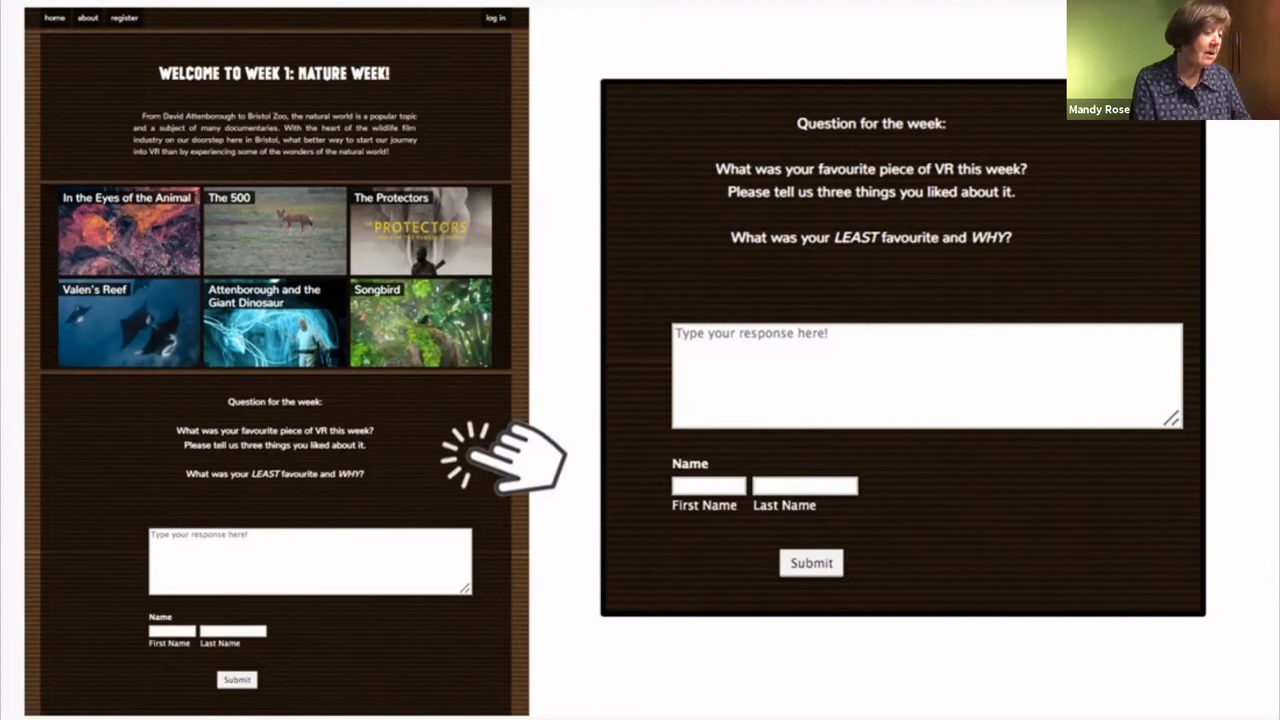 home about register log in
WELCOME TO WEEK 1: NATURE WEEK!
From David Attenborough to Bristol Zoo, the natural world is a popular topic
and a subject of many documentaries. With the heart of the wildlife film
industry on our doorstep here in Bristol, what better way to start our journey
into VR than by experiencing some of the wonders of the natural world!
In the Eyes of the Animal
The 500
The Protectors
THE PROTECTORS
Valen's Reef
Attenborough and the
Giant Dinosaur
Songbird
Question for the week:
What was your favourite piece of VR this week?
Please tell us three things you liked about it.
What was your LEAST favourite and WHY?
Type your response here!
Name
First Name Last Name
Submit
Mandy Rose
Question for the week:
What was your favourite piece of VR this week?
Please tell us three things you liked about it.
What was your LEAST favourite and WHY?
Type your response here!
Name
First Name Last Name
Submit